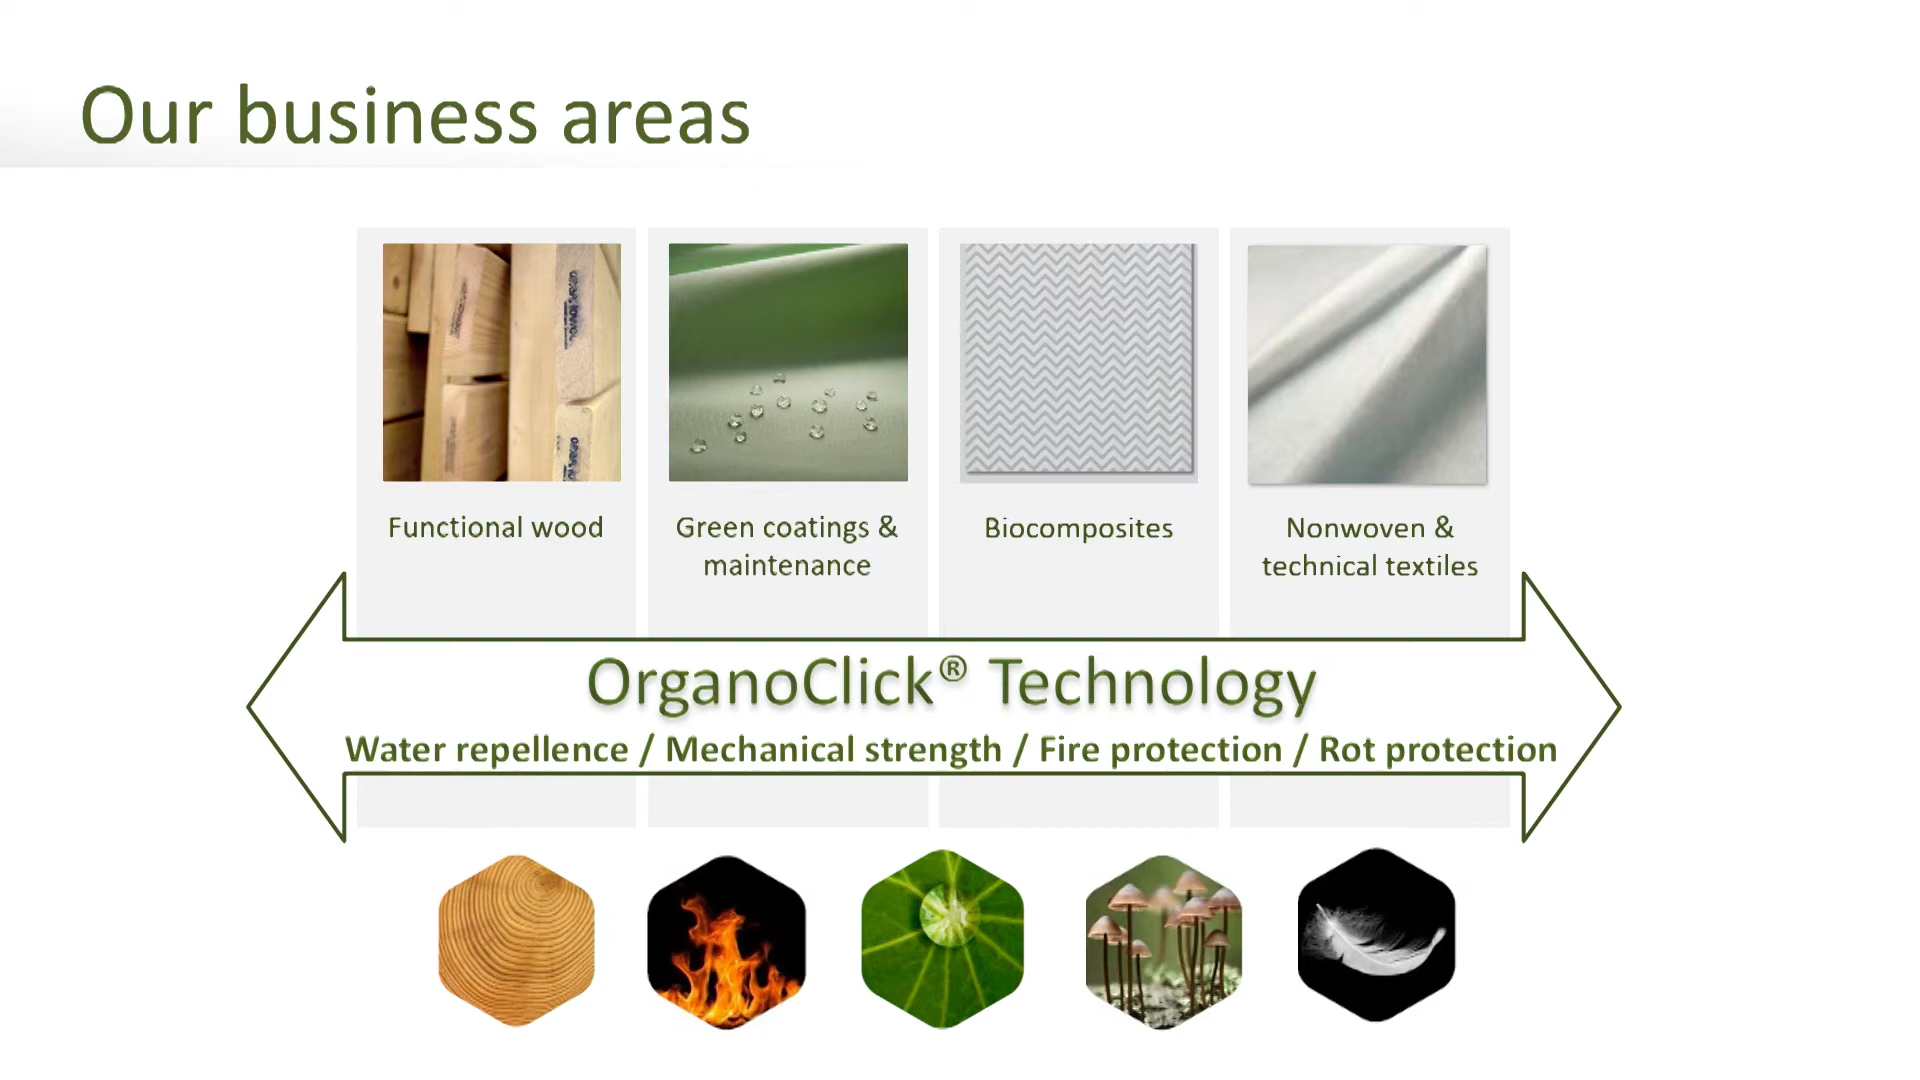 Our business areas
Functional wood
Green coatings &
maintenance
Biocomposites
Nonwoven &
technical textiles
OrganoClick® Technology
Water repellence / Mechanical strength / Fire protection / Rot protection